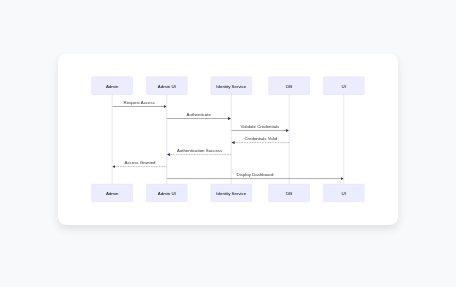 Admin
Admin UI
Identity Service
DB
UI
Request Access
Authenticate
Validate Credentials
Credentials Valid
Authentication Success
Access Granted
Display Dashboard
Admin
Admin UI
Identity Service
DB
UI